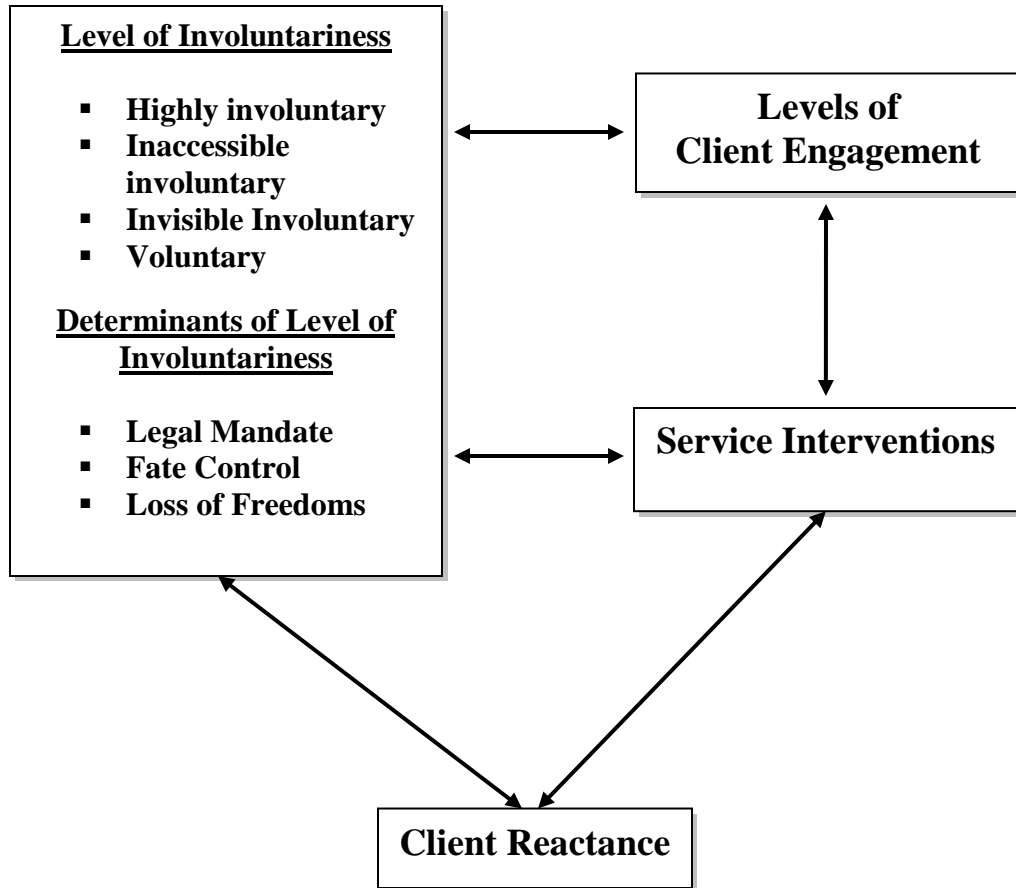 Level of Involuntariness
▪ Highly involuntary
▪ Inaccessible
involuntary
▪ Invisible Involuntary
▪ Voluntary
Determinants of Level of
Involuntariness
▪ Legal Mandate
▪ Fate Control
▪ Loss of Freedoms
Levels of
Client Engagement
Service Interventions
Client Reactance